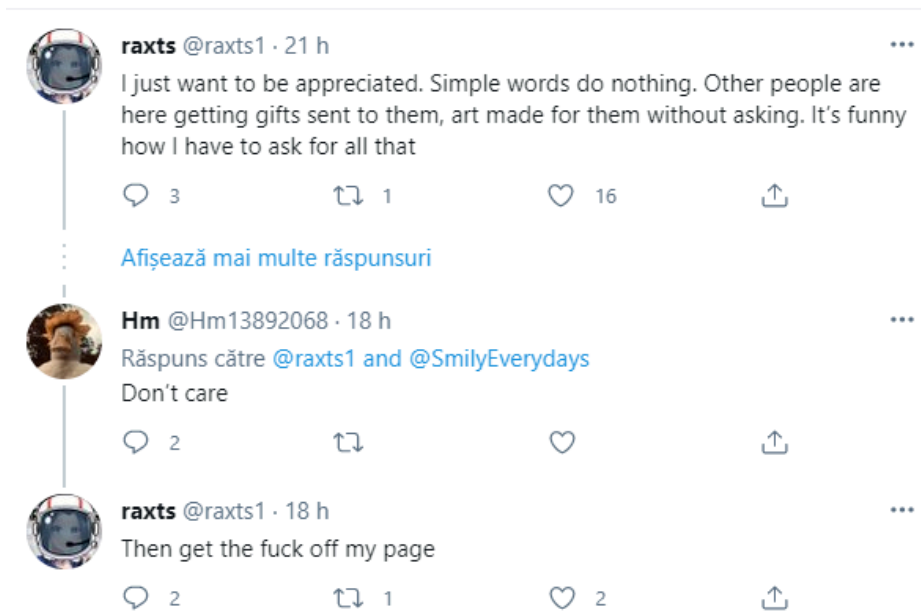 raxts @raxts1 · 21 h
I just want to be appreciated. Simple words do nothing. Other people are
here getting gifts sent to them, art made for them without asking. It’s funny
how I have to ask for all that
3 1 16
Afișează mai multe răspunsuri
Hm @Hm13892068 · 18 h
Răspuns către @raxts1 and @SmilyEverydays
Don’t care
2
raxts @raxts1 · 18 h
Then get the fuck off my page
2 1 2